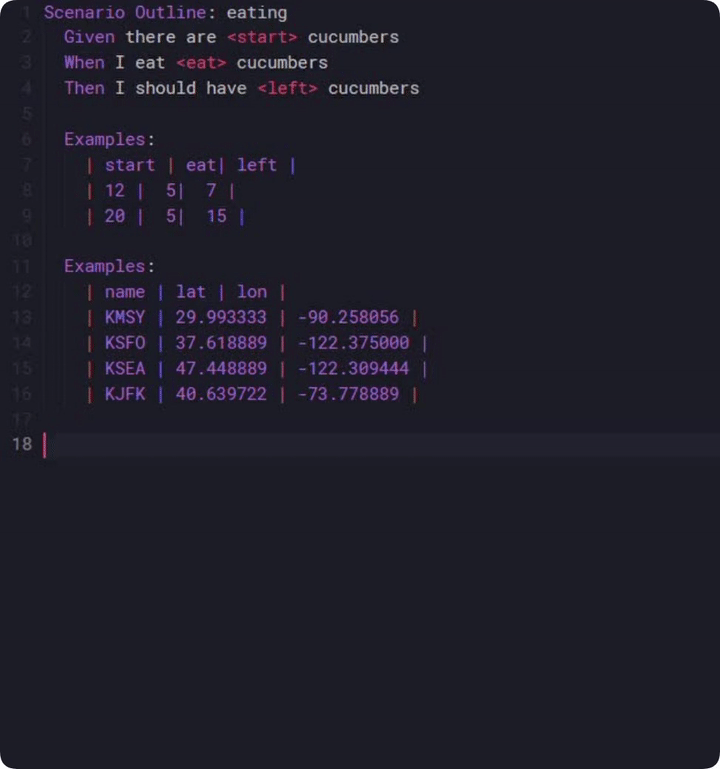 1 Scenario Outline: eating
2 Given there are <start> cucumbers
3 When I eat <eat> cucumbers
4 Then I should have <left> cucumbers
5
6 Examples:
7 | start | eat| left |
8 | 12 |  5|  7 |
9 | 20 |  5|  15 |
10
11 Examples:
12 | name | lat | lon |
13 | KMSY | 29.993333 | -90.258056 |
14 | KSFO | 37.618889 | -122.375000 |
15 | KSEA | 47.448889 | -122.309444 |
16 | KJFK | 40.639722 | -73.778889 |
17
18